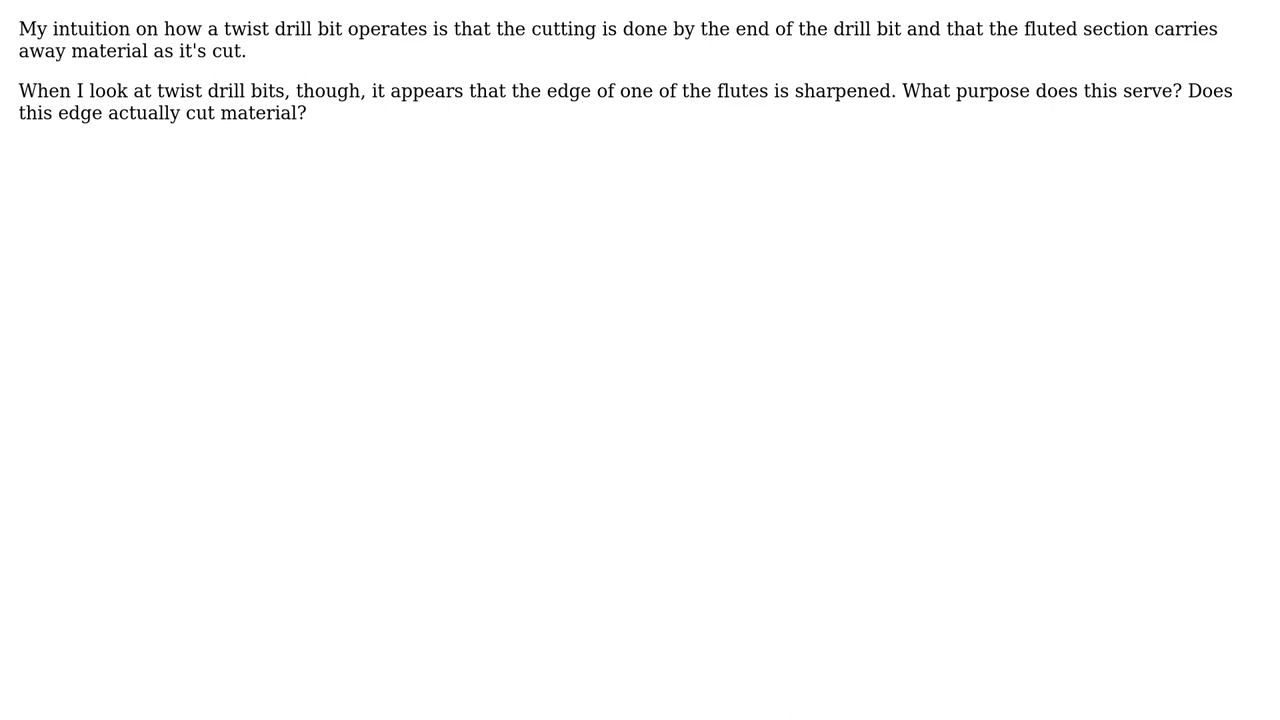 My intuition on how a twist drill bit operates is that the cutting is done by the end of the drill bit and that the fluted section carries
away material as it's cut.
When I look at twist drill bits, though, it appears that the edge of one of the flutes is sharpened. What purpose does this serve? Does
this edge actually cut material?